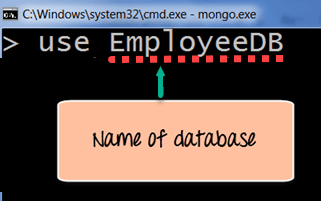 C:\Windows\system32\cmd.exe - mongo.exe
> use EmployeeDB
Name of database